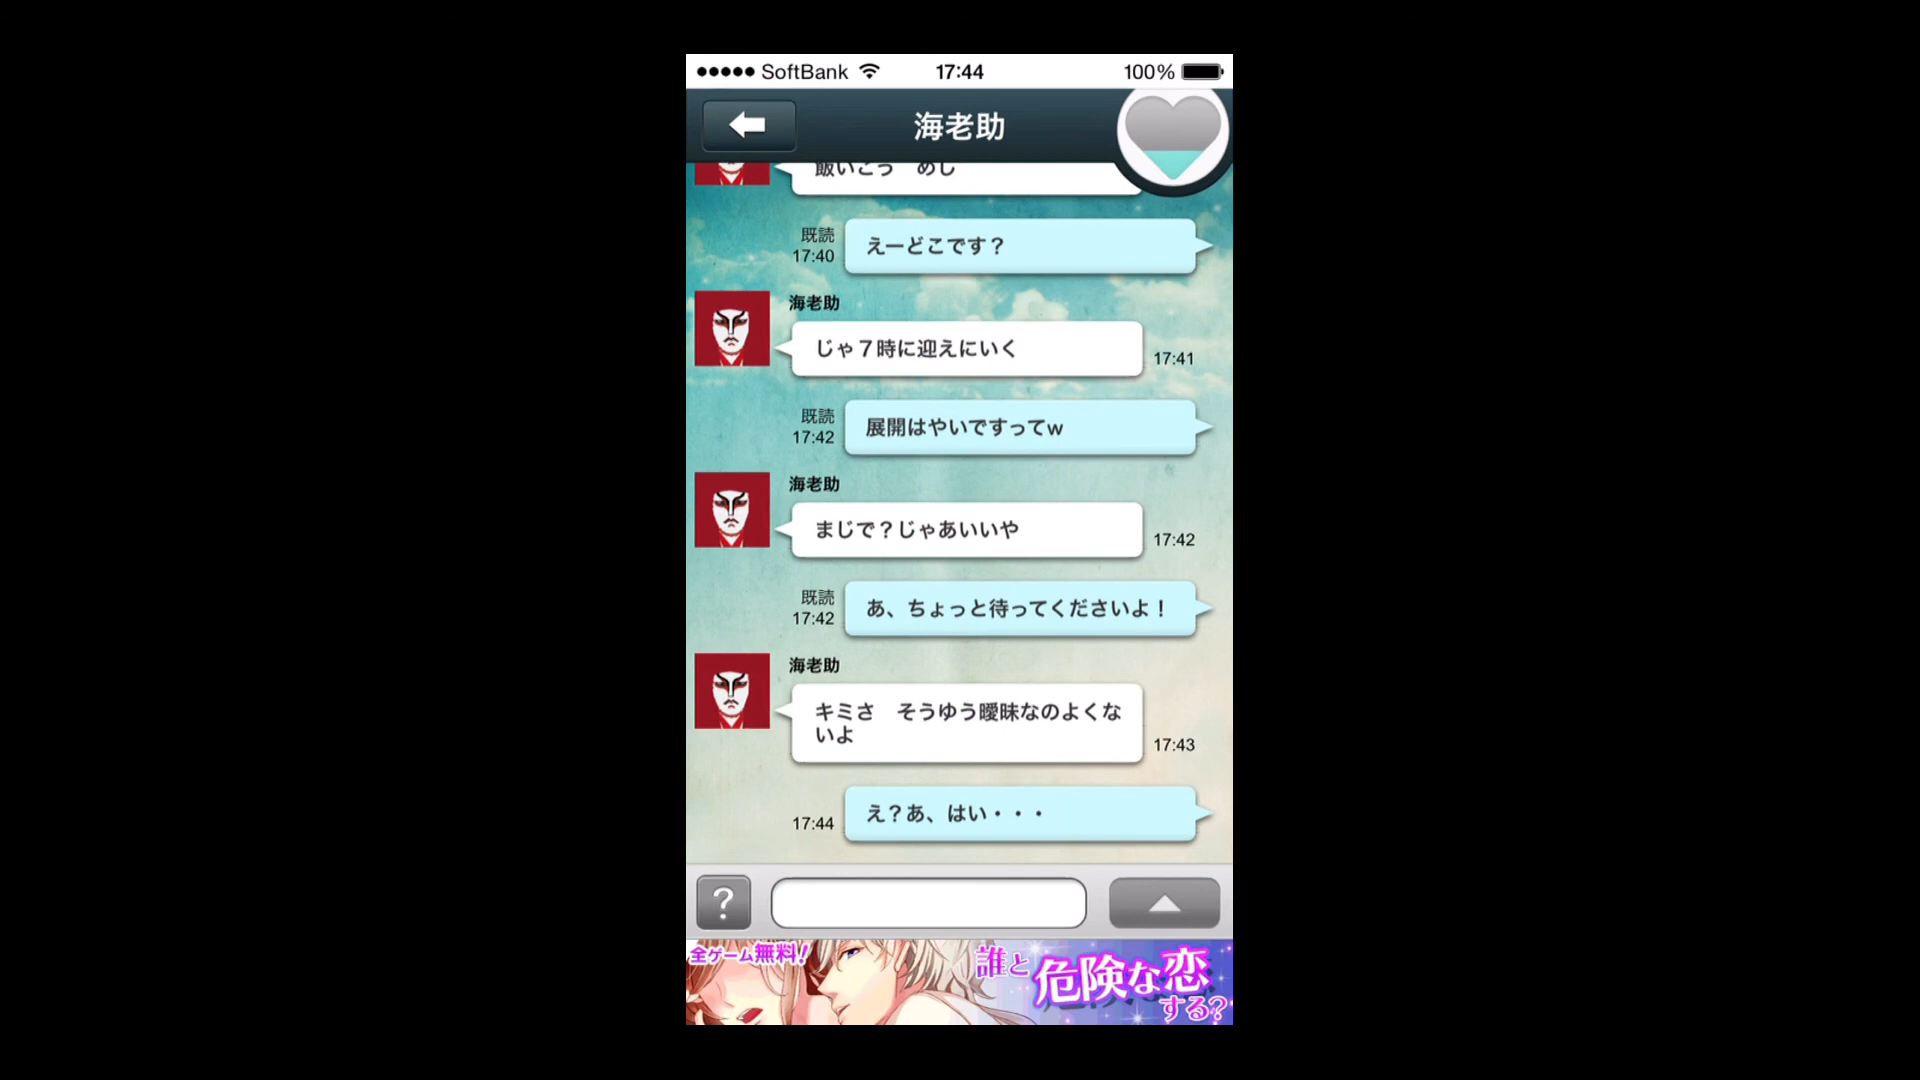 SoftBank 17:44 100%
海老助
飯いこう　めし
既読
17:40
えーどこです？
海老助
じゃ７時に迎えにいく
17:41
既読
17:42
展開はやいですってw
海老助
まじで？じゃあいいや
17:42
既読
17:42
あ、ちょっと待ってくださいよ！
海老助
キミさ　そうゆう曖昧なのよくな
いよ
17:43
17:44
え？あ、はい・・・
?
全ゲーム無料!
誰と
危険な恋
する?